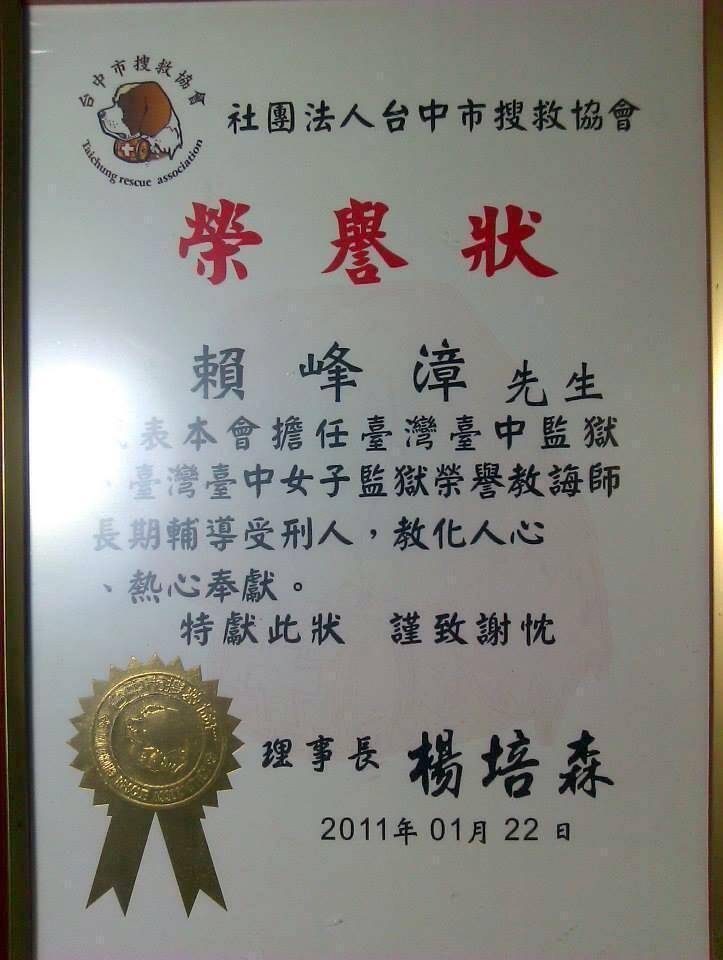 台中市搜救協會
Taichung rescue association
社團法人台中市搜救協會
榮譽狀
賴峰漳先生
表本會擔任臺灣臺中監獄
、臺灣臺中女子監獄榮譽教誨師
長期輔導受刑人，教化人心
、熱心奉獻。
特獻此狀 謹致謝忱
理事長 楊培森
2011年 01月 22 日